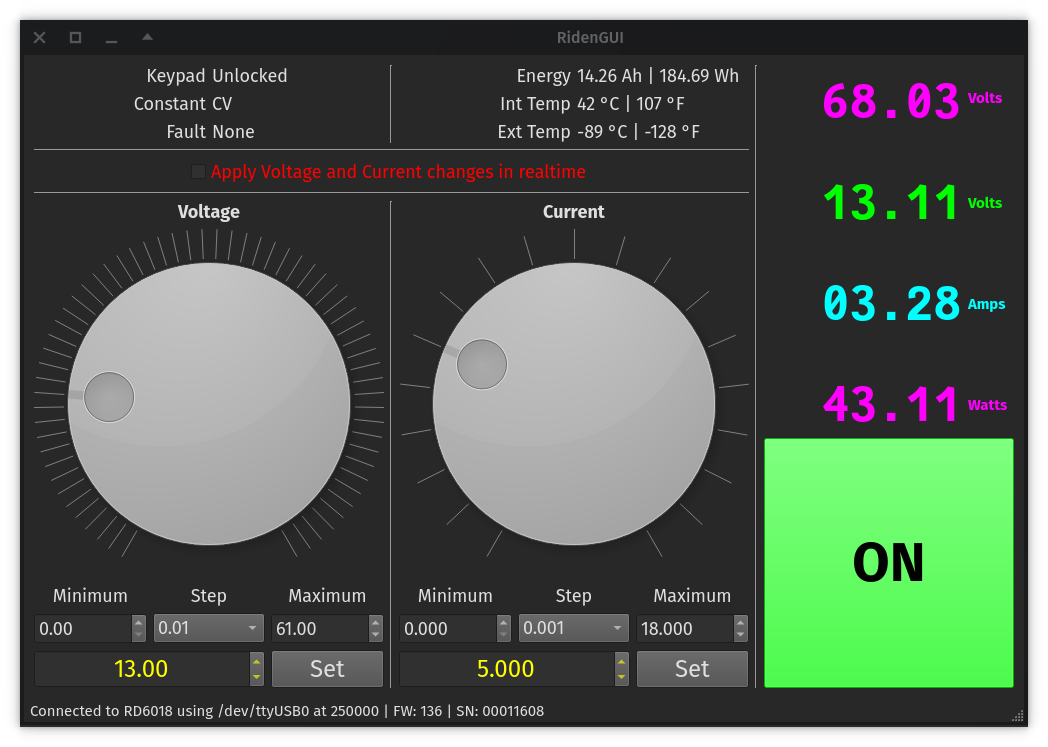 RidenGUI
Keypad Unlocked
Constant CV
Fault None
Energy 14.26 Ah | 184.69 Wh
Int Temp 42 °C | 107 °F
Ext Temp -89 °C | -128 °F
Apply Voltage and Current changes in realtime
68.03 Volts
13.11 Volts
03.28 Amps
43.11 Watts
ON
Voltage
Minimum Step Maximum
0.00 0.01 61.00
13.00 Set
Current
Minimum Step Maximum
0.000 0.001 18.000
5.000 Set
Connected to RD6018 using /dev/ttyUSB0 at 250000 | FW: 136 | SN: 00011608